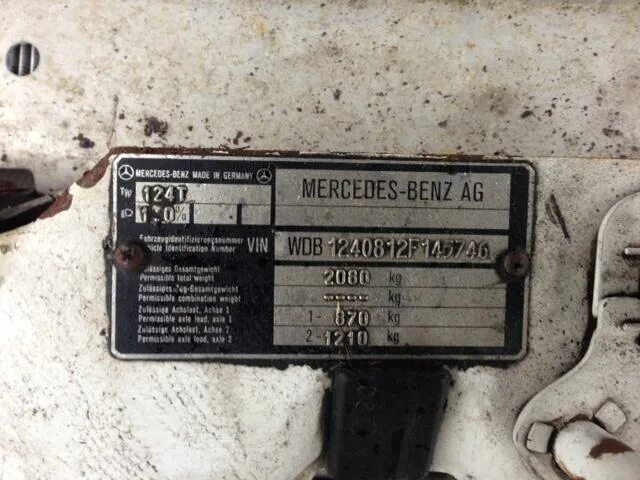 MERCEDES-BENZ MADE IN GERMANY
TW 124T
MERCEDES-BENZ AG
Fahrzeugidentifizierungsnummer
Vehicle Identification Number VIN WDB 1240812F145746
Zulässiges Gesamtgewicht
Permissible total weight 2080 kg
Zulässiges Zug-Gesamtgewicht
Permissible combination weight ---- kg
Zulässige Achslast, Achse 1
Permissible axle load, axle 1 1- 870 kg
Zulässige Achslast, Achse 2
Permissible axle load, axle 2 2- 1210 kg